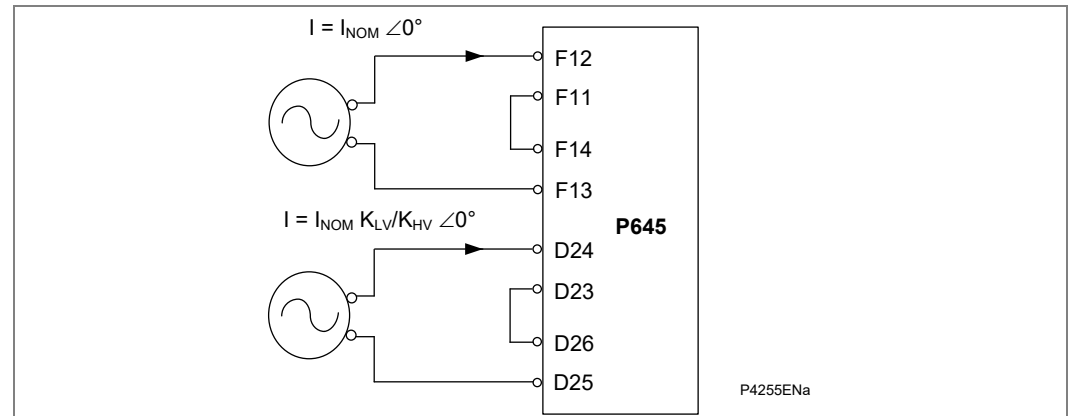 I = I_NOM ∠0°
F12
F11
F14
F13
P645
I = I_NOM K_LV/K_HV ∠0°
D24
D23
D26
D25
P4255ENa